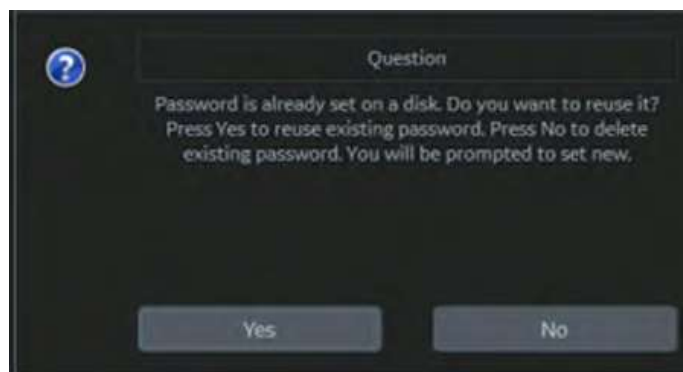 ?
Question
Password is already set on a disk. Do you want to reuse it?
Press Yes to reuse existing password. Press No to delete
existing password. You will be prompted to set new.
Yes
No